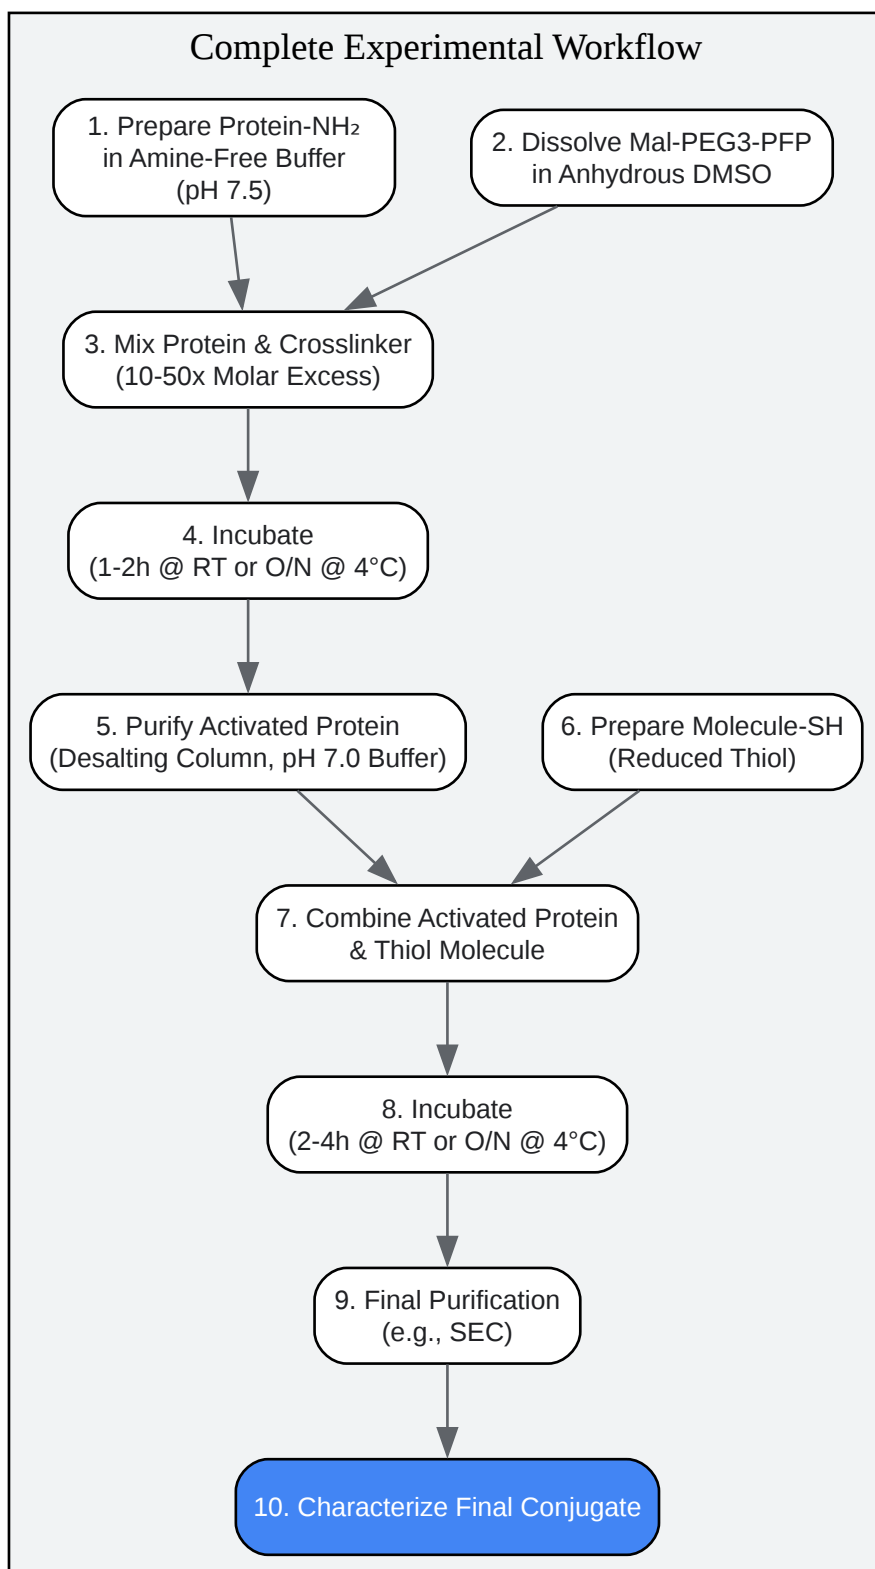 Complete Experimental Workflow
1. Prepare Protein-NH₂
in Amine-Free Buffer
(pH 7.5)
2. Dissolve Mal-PEG3-PFP
in Anhydrous DMSO
3. Mix Protein & Crosslinker
(10-50x Molar Excess)
4. Incubate
(1-2h @ RT or O/N @ 4°C)
5. Purify Activated Protein
(Desalting Column, pH 7.0 Buffer)
6. Prepare Molecule-SH
(Reduced Thiol)
7. Combine Activated Protein
& Thiol Molecule
8. Incubate
(2-4h @ RT or O/N @ 4°C)
9. Final Purification
(e.g., SEC)
10. Characterize Final Conjugate